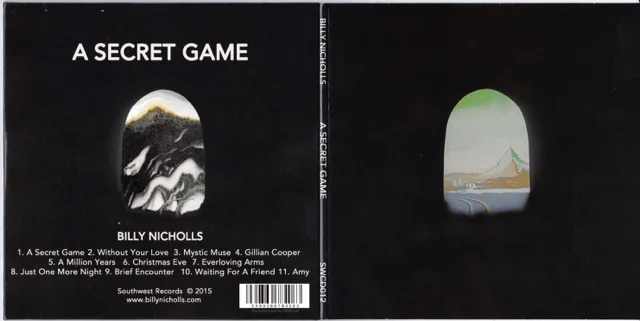 A SECRET GAME
BILLY NICHOLLS
1. A Secret Game 2. Without Your Love 3. Mystic Muse 4. Gillian Cooper
5. A Million Years 6. Christmas Eve 7. Everloving Arms
8. Just One More Night 9. Brief Encounter 10. Waiting For A Friend 11. Amy
Southwest Records © 2015
www.billynicholls.com
BILLY NICHOLLS
A SECRET GAME
SWCD012